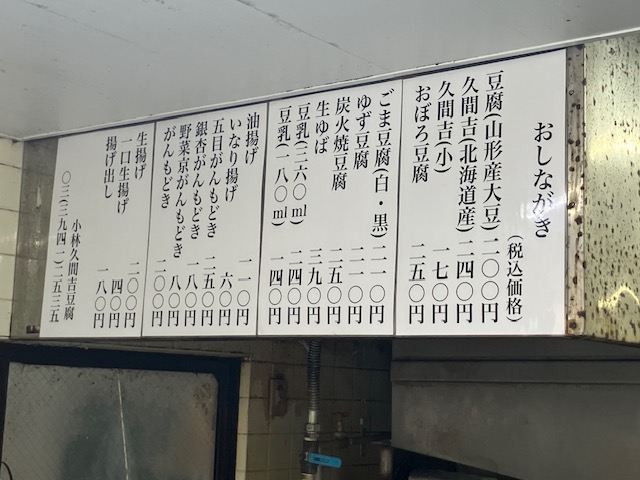 おしながき
(税込価格)
豆腐(山形産大豆)二〇〇円
久間吉(北海道産)二四〇円
久間吉(小) 一七〇円
おぼろ豆腐 二五〇円
ごま豆腐(白・黒)二一〇円
ゆず豆腐 二一〇円
炭火焼豆腐 二五〇円
生ゆば 三九〇円
豆乳(三六〇ml) 二四〇円
豆乳(一八〇ml) 一四〇円
油揚げ 一一〇円
いなり揚げ 六〇円
五目がんもどき 二五〇円
銀杏がんもどき 一八〇円
野菜京がんもどき 八〇円
がんもどき 二〇〇円
生揚げ 二〇〇円
一口生揚げ 四〇円
揚げ出し 一八〇円
小林久間吉豆腐
〇三(三九四一)二五三五